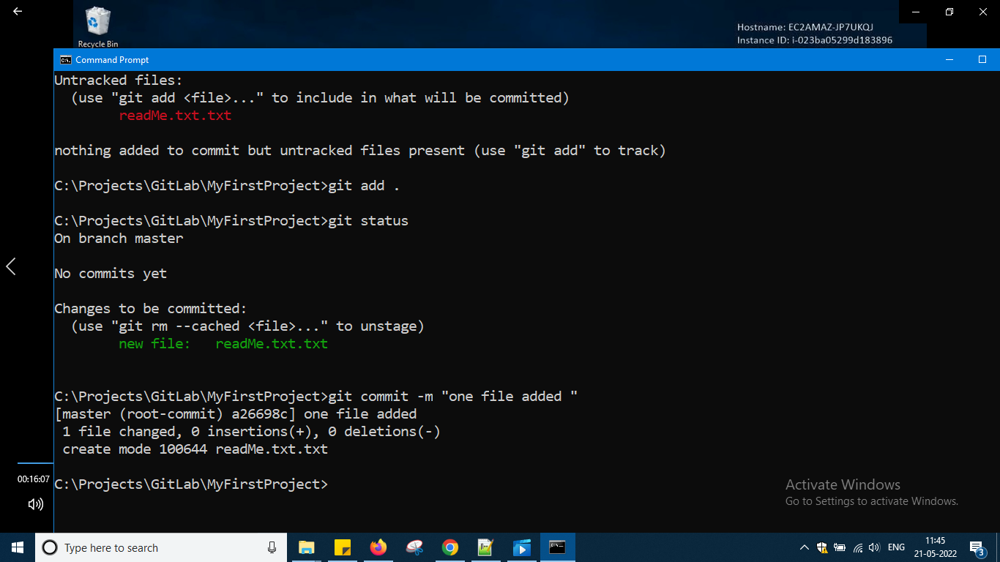 Recycle Bin
Hostname: EC2AMAZ-JP7UKQJ
Instance ID: i-023ba05299d183896
Command Prompt
Untracked files:
  (use "git add <file>..." to include in what will be committed)
        readMe.txt.txt
nothing added to commit but untracked files present (use "git add" to track)
C:\Projects\GitLab\MyFirstProject>git add .
C:\Projects\GitLab\MyFirstProject>git status
On branch master
No commits yet
Changes to be committed:
  (use "git rm --cached <file>..." to unstage)
        new file:   readMe.txt.txt
C:\Projects\GitLab\MyFirstProject>git commit -m "one file added "
[master (root-commit) a26698c] one file added
 1 file changed, 0 insertions(+), 0 deletions(-)
 create mode 100644 readMe.txt.txt
C:\Projects\GitLab\MyFirstProject>
00:16:07
Activate Windows
Go to Settings to activate Windows.
Type here to search
ENG
11:45
21-05-2022
3